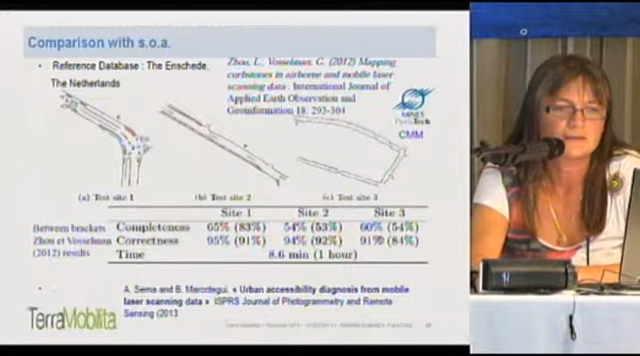 Comparison with s.o.a.
• Reference Database : The Enschede,
The Netherlands
Zhou, L., Vosselman, G. (2012) Mapping
curbstones in airborne and mobile laser
scanning data. International Journal of
Applied Earth Observation and
Geoinformation 18: 293-304
MINES
ParisTech
CMM
(a) Test site 1
(b) Test site 2
(c) Test site 3
Site 1 Site 2 Site 3
Between brackets
Zhou et Vosselman
(2012) results
Completeness 65% (83%) 54% (53%) 60% (54%)
Correctness 95% (91%) 94% (92%) 91% (84%)
Time 8.6 min (1 hour)
• A. Serna and B. Marcotegui. « Urban accessibility diagnosis from mobile
laser scanning data » ISPRS Journal of Photogrammetry and Remote
Sensing (2013
TerraMobilita